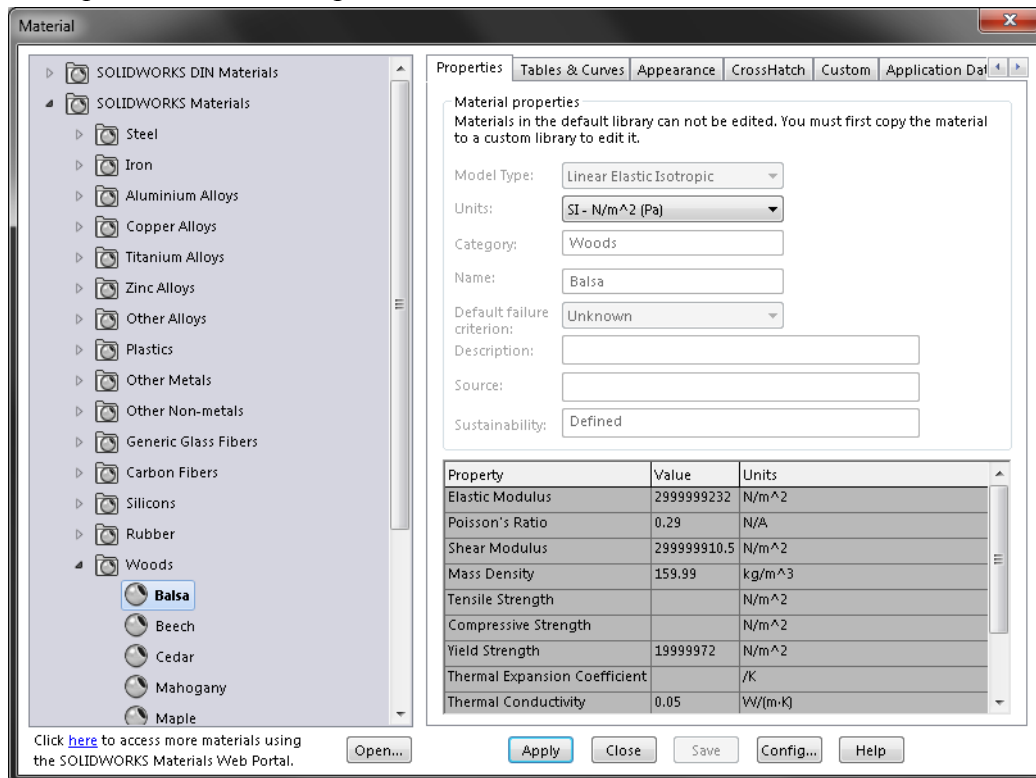 Material
SOLIDWORKS DIN Materials
SOLIDWORKS Materials
Steel
Iron
Aluminium Alloys
Copper Alloys
Titanium Alloys
Zinc Alloys
Other Alloys
Plastics
Other Metals
Other Non-metals
Generic Glass Fibers
Carbon Fibers
Silicons
Rubber
Woods
Balsa
Beech
Cedar
Mahogany
Maple
Click here to access more materials using
the SOLIDWORKS Materials Web Portal.
Open...
Properties Tables & Curves Appearance CrossHatch Custom Application Dat
Material properties
Materials in the default library can not be edited. You must first copy the material
to a custom library to edit it.
Model Type: Linear Elastic Isotropic
Units: SI - N/m^2 (Pa)
Category: Woods
Name: Balsa
Default failure
criterion: Unknown
Description:
Source:
Sustainability: Defined
Property Value Units
Elastic Modulus 2999999232 N/m^2
Poisson's Ratio 0.29 N/A
Shear Modulus 299999910.5 N/m^2
Mass Density 159.99 kg/m^3
Tensile Strength N/m^2
Compressive Strength N/m^2
Yield Strength 19999972 N/m^2
Thermal Expansion Coefficient /K
Thermal Conductivity 0.05 W/(m·K)
Apply Close Save Config... Help